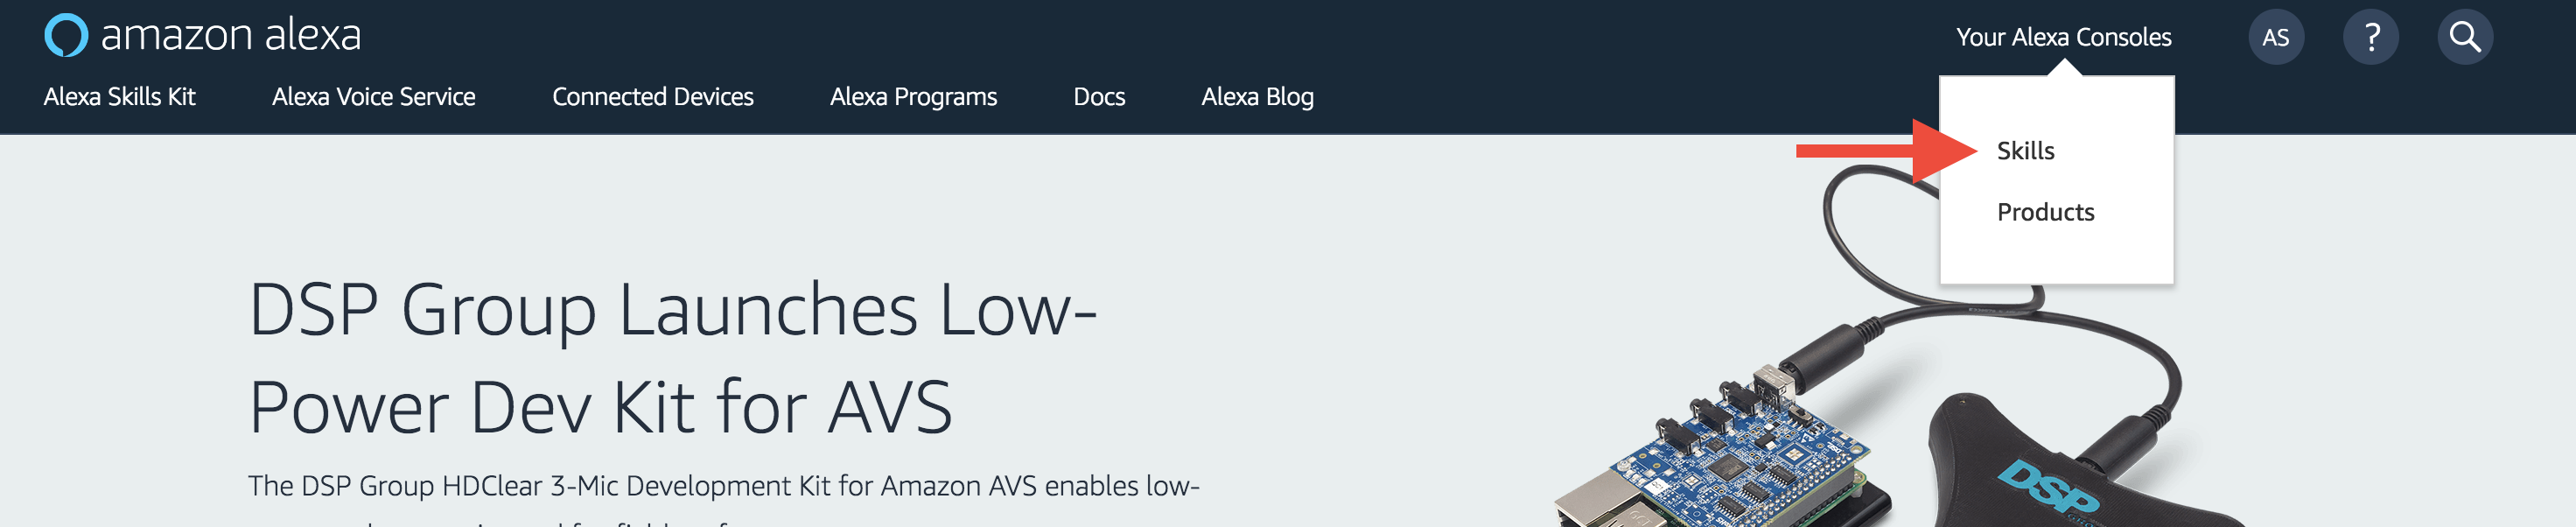 amazon alexa
Your Alexa Consoles
AS
?
Alexa Skills Kit
Alexa Voice Service
Connected Devices
Alexa Programs
Docs
Alexa Blog
Skills
Products
DSP Group Launches Low-
Power Dev Kit for AVS
The DSP Group HDClear 3-Mic Development Kit for Amazon AVS enables low-
DSP